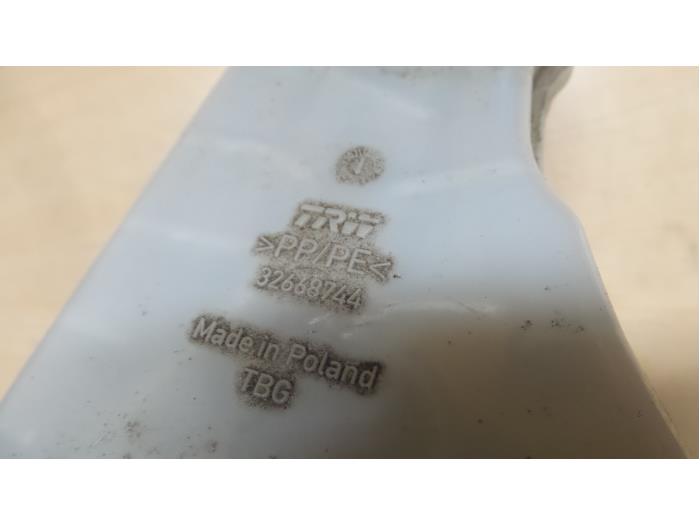 TRW
>PP/PE<
32668744
Made in Poland
TBG